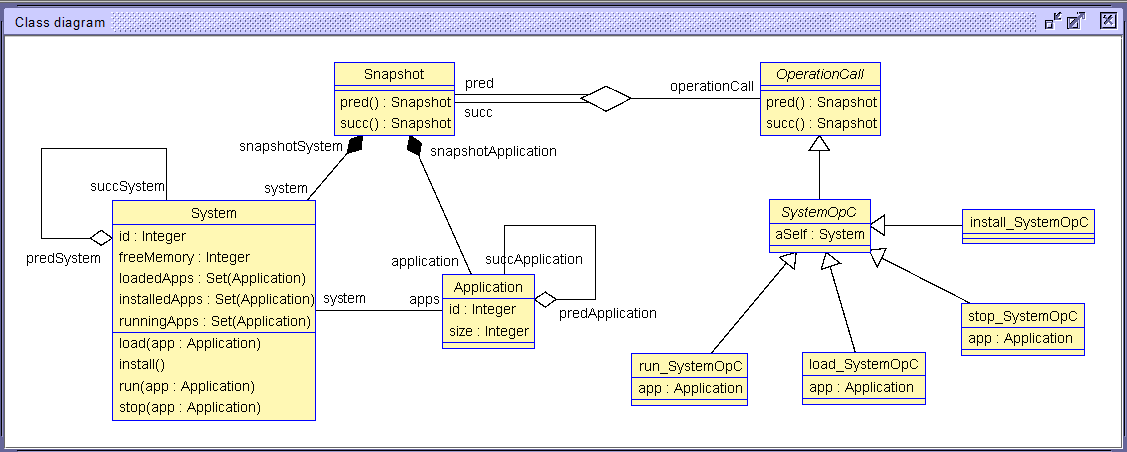 Class diagram
Snapshot
pred() : Snapshot
succ() : Snapshot
pred
succ
operationCall
OperationCall
pred() : Snapshot
succ() : Snapshot
snapshotSystem
snapshotApplication
succSystem
system
predSystem
System
id : Integer
freeMemory : Integer
loadedApps : Set(Application)
installedApps : Set(Application)
runningApps : Set(Application)
load(app : Application)
install()
run(app : Application)
stop(app : Application)
system
apps
application
succApplication
predApplication
Application
id : Integer
size : Integer
SystemOpC
aSelf : System
install_SystemOpC
stop_SystemOpC
app : Application
run_SystemOpC
app : Application
load_SystemOpC
app : Application